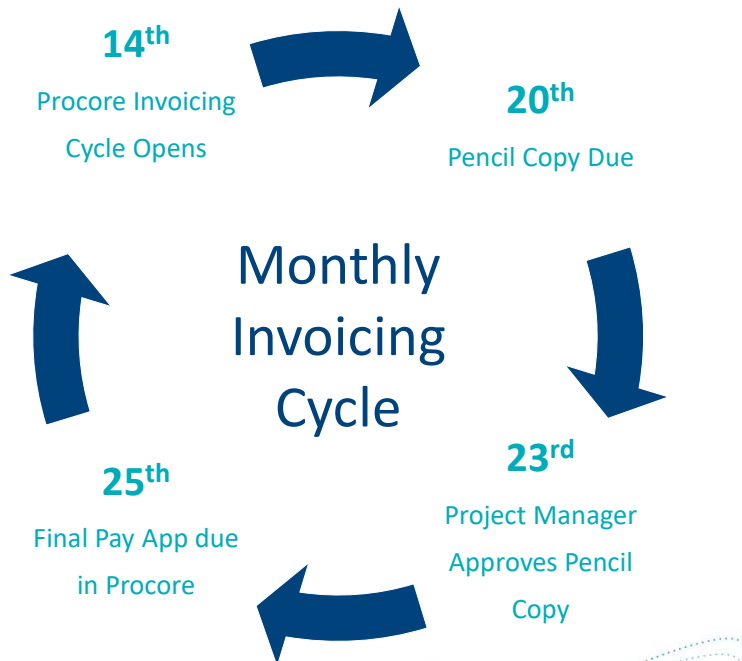 14th
Procore Invoicing
Cycle Opens
20th
Pencil Copy Due
Monthly
Invoicing
Cycle
23rd
Project Manager
Approves Pencil
Copy
25th
Final Pay App due
in Procore